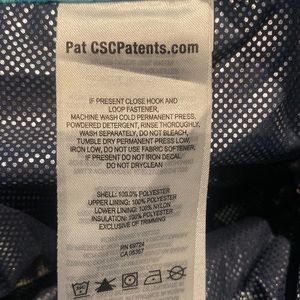 Pat CSCPatents.com
IF PRESENT CLOSE HOOK AND
LOOP FASTENER,
MACHINE WASH COLD PERMANENT PRESS,
POWDERED DETERGENT, RINSE THOROUGHLY,
WASH SEPARATELY, DO NOT BLEACH,
TUMBLE DRY PERMANENT PRESS LOW,
IRON LOW, DO NOT USE FABRIC SOFTENER,
IF PRESENT DO NOT IRON DECAL,
DO NOT DRYCLEAN
SHELL: 100.0% POLYESTER
UPPER LINING: 100% POLYESTER
LOWER LINING: 100% NYLON
INSULATION: 100% POLYESTER
EXCLUSIVE OF TRIMMING
RN 69724
CA 05367